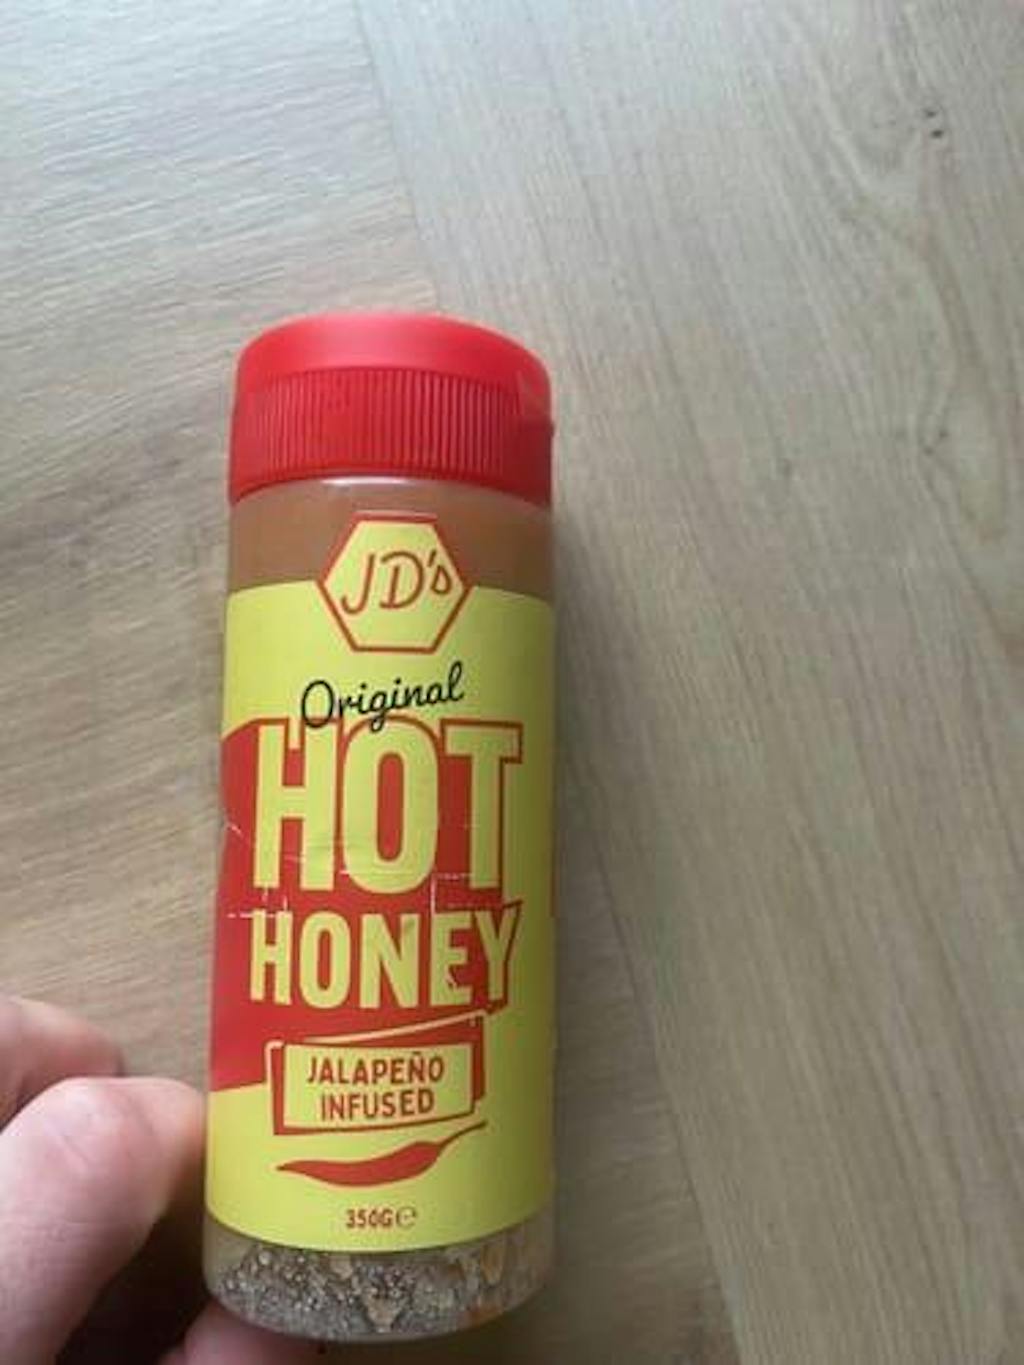 JD's
Original
HOT
HONEY
JALAPEÑO
INFUSED
350G℮